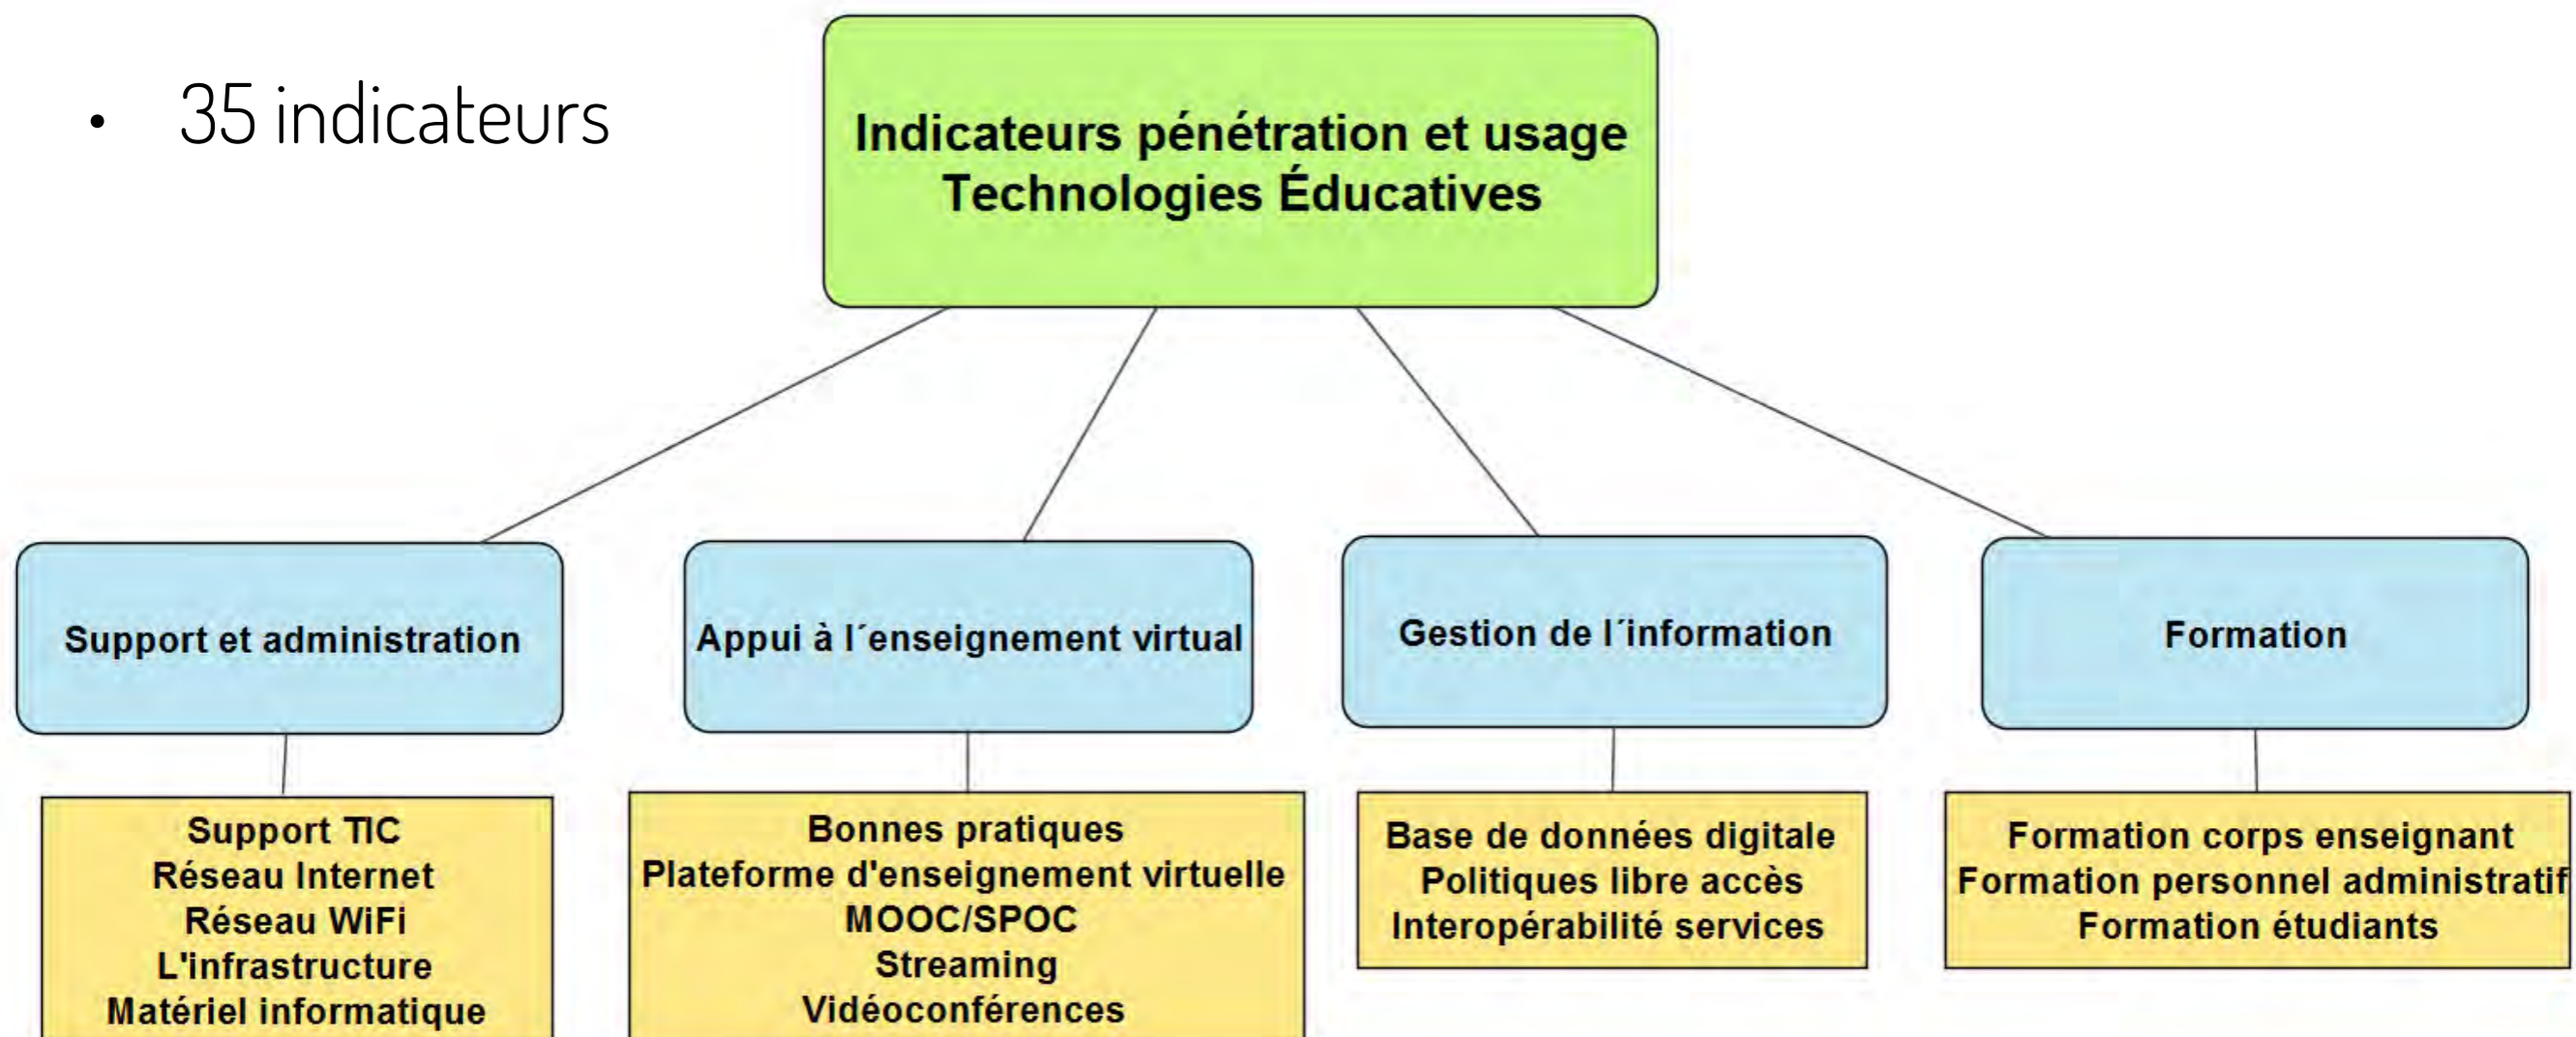 • 35 indicateurs
Indicateurs pénétration et usage
Technologies Éducatives
Support et administration
Appui à l´enseignement virtual
Gestion de l´information
Formation
Support TIC
Réseau Internet
Réseau WiFi
L'infrastructure
Matériel informatique
Bonnes pratiques
Plateforme d'enseignement virtuelle
MOOC/SPOC
Streaming
Vidéoconférences
Base de données digitale
Politiques libre accès
Interopérabilité services
Formation corps enseignant
Formation personnel administratif
Formation étudiants